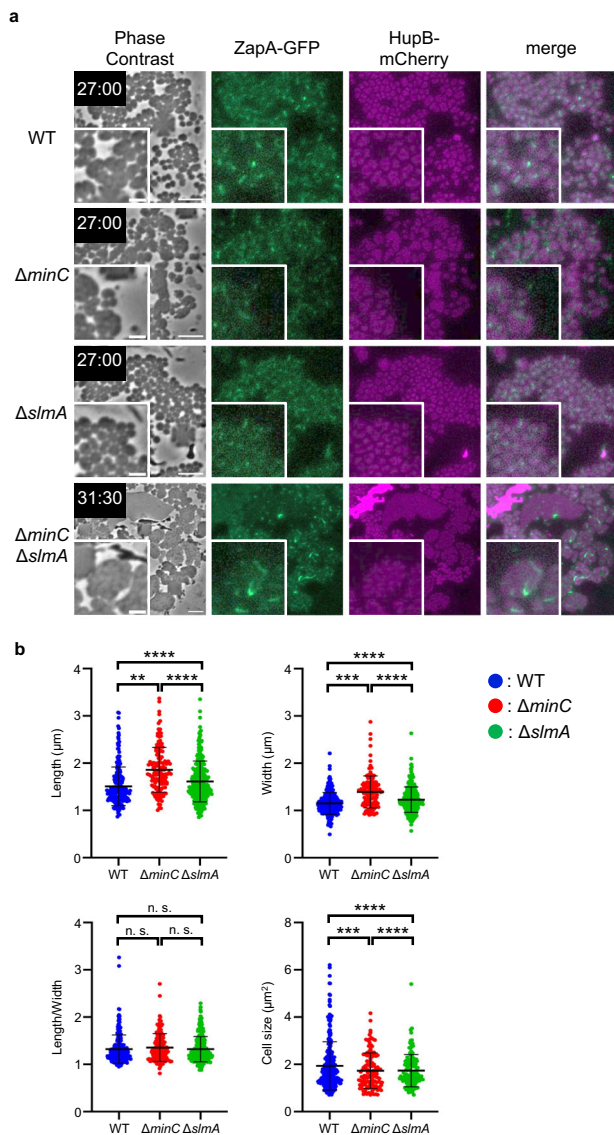 a
Phase Contrast
ZapA-GFP
HupB-mCherry
merge
WT
27:00
ΔminC
27:00
ΔslmA
27:00
ΔminC ΔslmA
31:30
b
Length (μm)
4
3
2
1
0
****
** ****
WT ΔminC ΔslmA
Width (μm)
4
3
2
1
0
****
*** ****
WT ΔminC ΔslmA
: WT
: ΔminC
: ΔslmA
Length/Width
4
3
2
1
0
n. s.
n. s. n. s.
WT ΔminC ΔslmA
Cell size (μm²)
8
6
4
2
0
****
*** ****
WT ΔminC ΔslmA